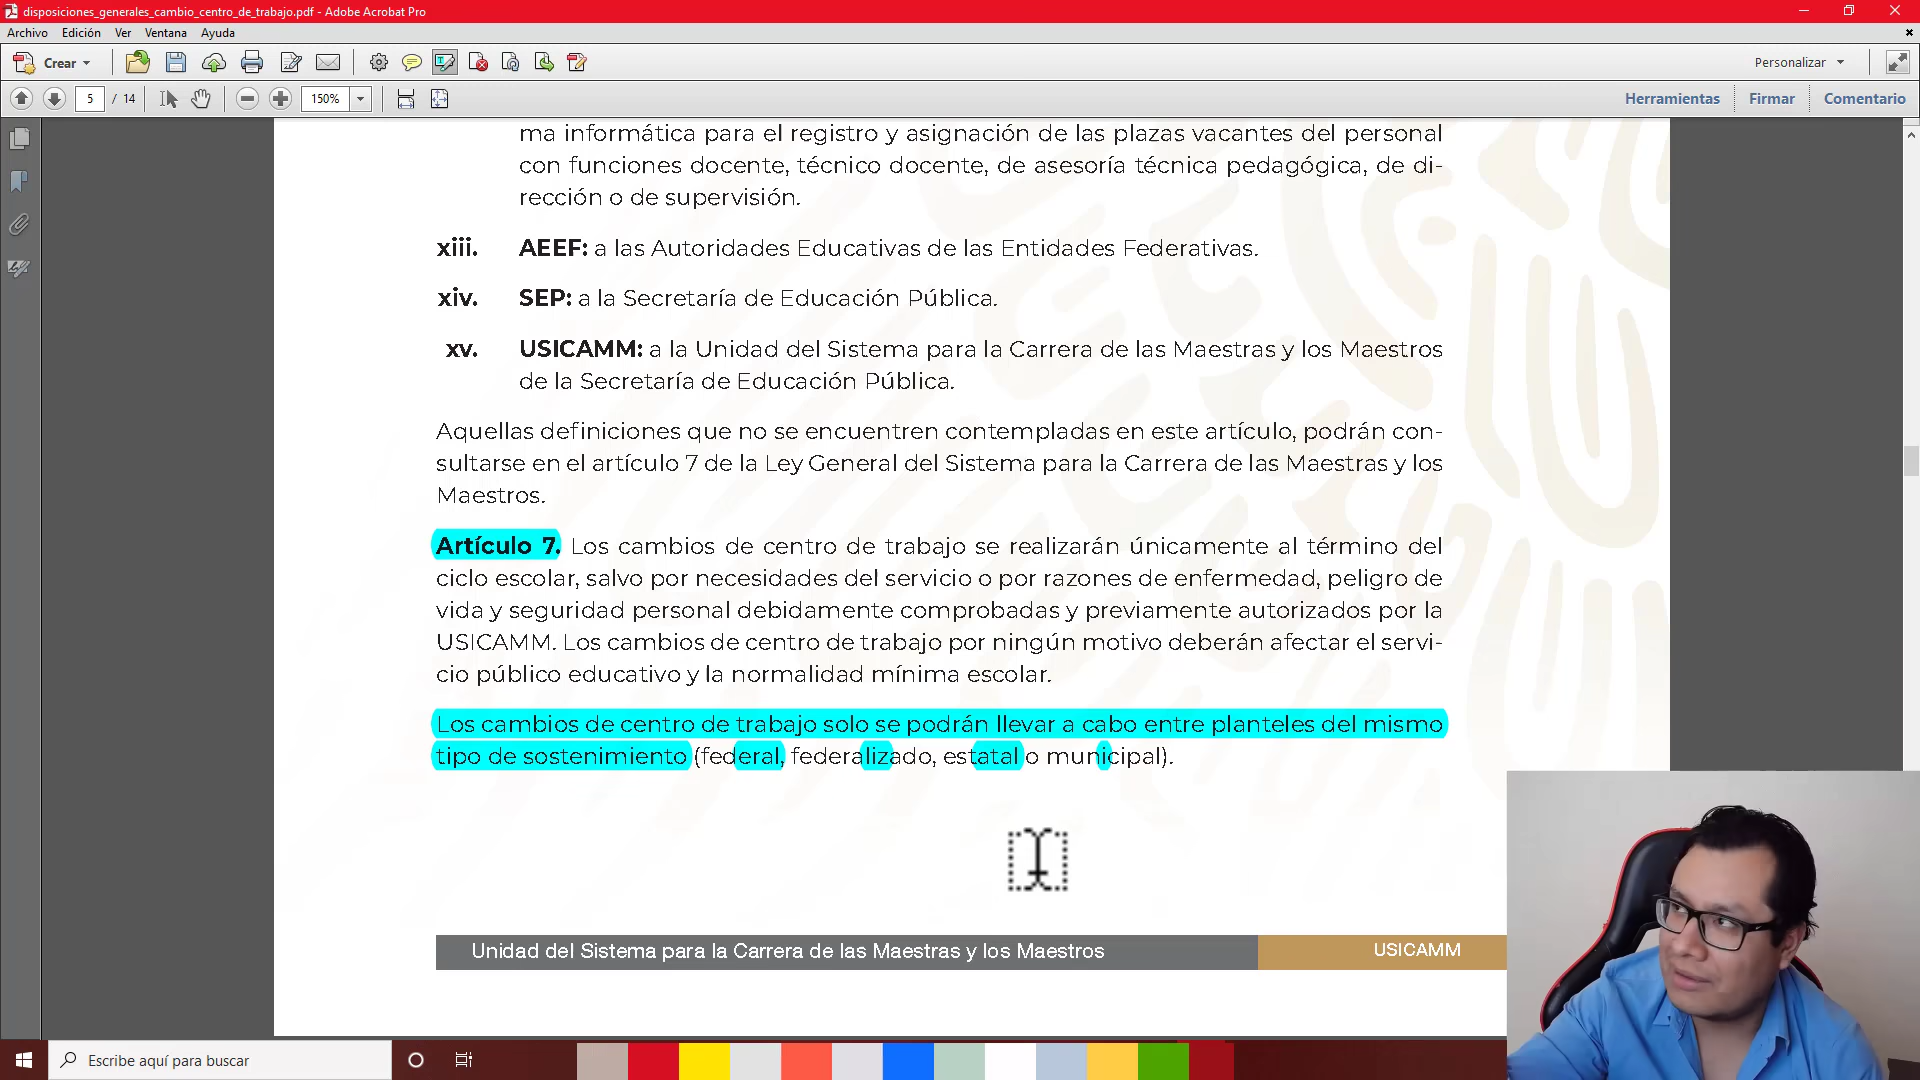 disposiciones_generales_cambio_centro_de_trabajo.pdf - Adobe Acrobat Pro
Archivo Edición Ver Ventana Ayuda
Crear
Personalizar
5 / 14
150%
Herramientas Firmar Comentario
ma informática para el registro y asignación de las plazas vacantes del personal
con funciones docente, técnico docente, de asesoría técnica pedagógica, de di-
rección o de supervisión.
xiii. AEEF: a las Autoridades Educativas de las Entidades Federativas.
xiv. SEP: a la Secretaría de Educación Pública.
xv. USICAMM: a la Unidad del Sistema para la Carrera de las Maestras y los Maestros
de la Secretaría de Educación Pública.
Aquellas definiciones que no se encuentren contempladas en este artículo, podrán con-
sultarse en el artículo 7 de la Ley General del Sistema para la Carrera de las Maestras y los
Maestros.
Artículo 7. Los cambios de centro de trabajo se realizarán únicamente al término del
ciclo escolar, salvo por necesidades del servicio o por razones de enfermedad, peligro de
vida y seguridad personal debidamente comprobadas y previamente autorizados por la
USICAMM. Los cambios de centro de trabajo por ningún motivo deberán afectar el servi-
cio público educativo y la normalidad mínima escolar.
Los cambios de centro de trabajo solo se podrán llevar a cabo entre planteles del mismo
tipo de sostenimiento (federal, federalizado, estatal o municipal).
Unidad del Sistema para la Carrera de las Maestras y los Maestros USICAMM
Escribe aquí para buscar